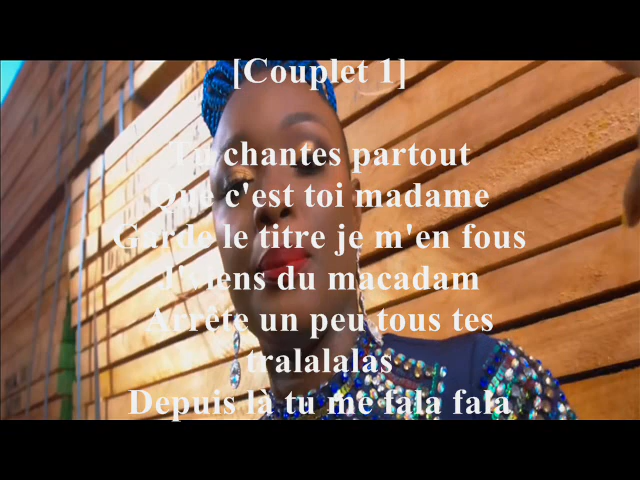 [Couplet 1]
Tu chantes partout
Que c'est toi madame
Garde le titre je m'en fous
J'viens du macadam
Arrête un peu tous tes
tralalalas
Depuis là tu me fala fala